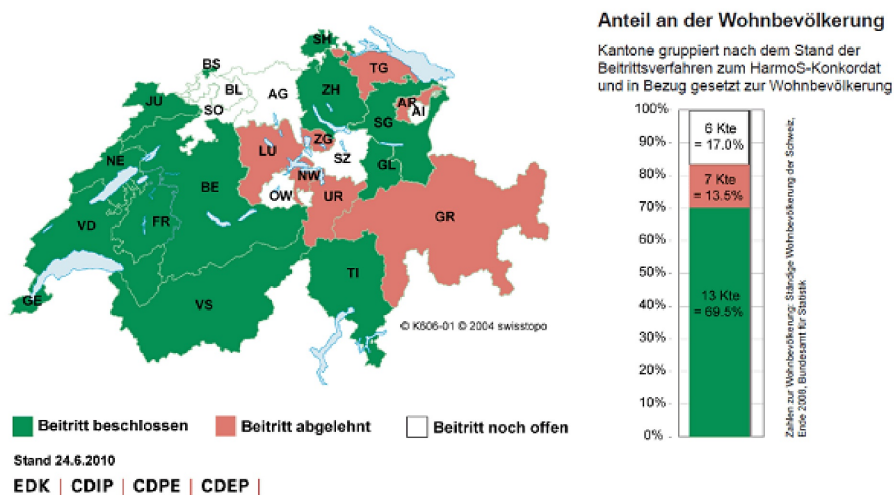 Anteil an der Wohnbevölkerung
Kantone gruppiert nach dem Stand der
Beitrittsverfahren zum HarmoS-Konkordat
und in Bezug gesetzt zur Wohnbevölkerung
SH
BS
TG
BL
AG
ZH
JU
SO
AR
AI
SG
ZG
LU
SZ
NE
GL
NW
BE
OW
UR
GR
VD
FR
TI
GE
VS
© K606-01 © 2004 swisstopo
100%
90%
80%
70%
60%
50%
40%
30%
20%
10%
0%
6 Kte
= 17.0%
7 Kte
= 13.5%
13 Kte
= 69.5%
Zahlen zur Wohnbevölkerung: Ständige Wohnbevölkerung der Schweiz,
Ende 2008, Bundesamt für Statistik
Beitritt beschlossen
Beitritt abgelehnt
Beitritt noch offen
Stand 24.6.2010
EDK | CDIP | CDPE | CDEP |